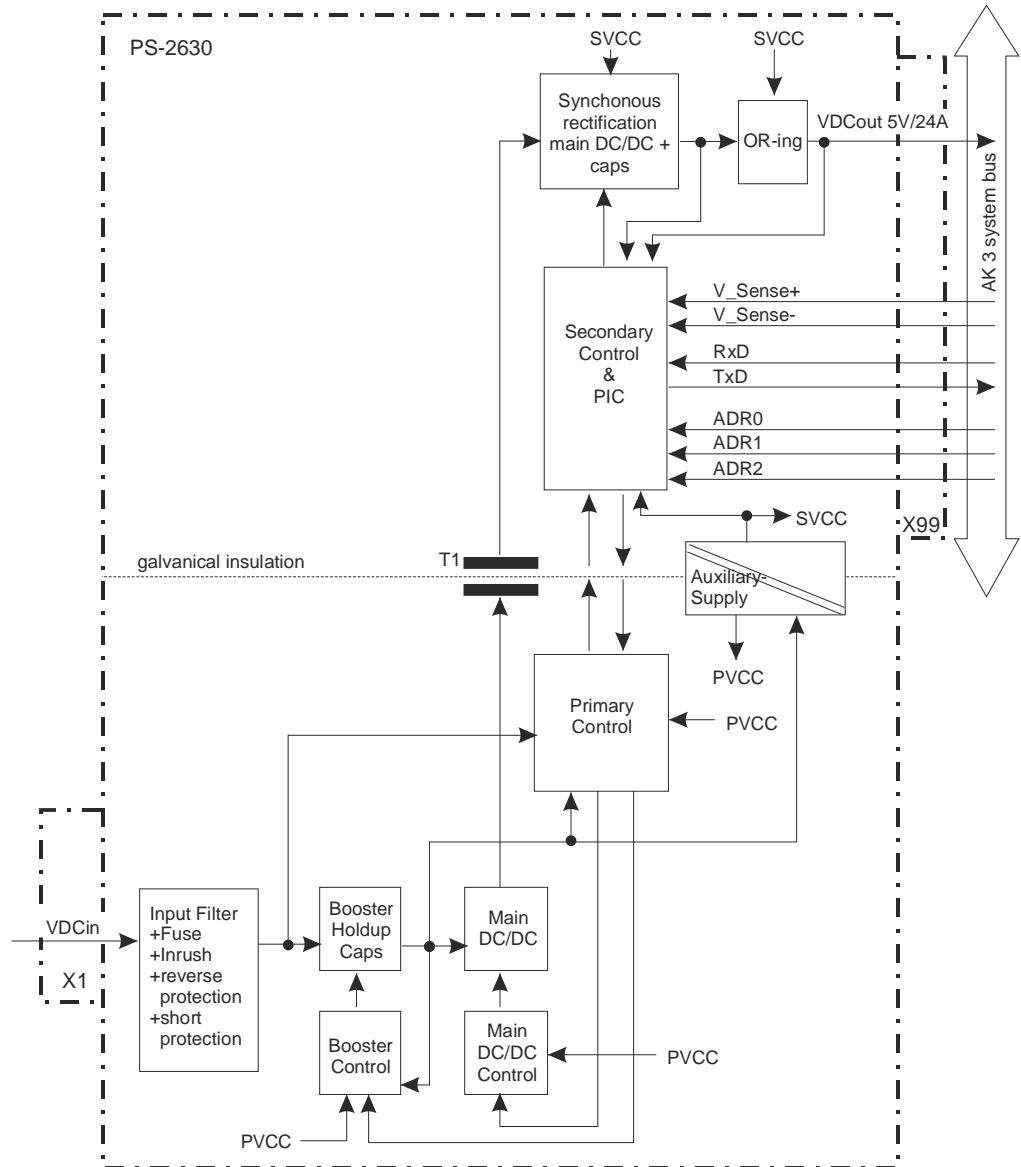 PS-2630
SVCC
SVCC
Synchonous
rectification
main DC/DC +
caps
OR-ing
VDCout 5V/24A
AK 3 system bus
V_Sense+
V_Sense-
Secondary
Control
&
PIC
RxD
TxD
ADR0
ADR1
ADR2
SVCC
X99
galvanical insulation
T1
Auxiliary-
Supply
PVCC
Primary
Control
PVCC
VDCin
X1
Input Filter
+Fuse
+Inrush
+reverse
protection
+short
protection
Booster
Holdup
Caps
Main
DC/DC
Booster
Control
Main
DC/DC
Control
PVCC
PVCC